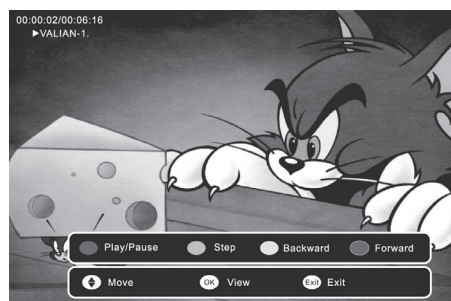 00:00:02/00:06:16
▶VALIAN-1.
Play/Pause Step Backward Forward
Move OK View Exit Exit